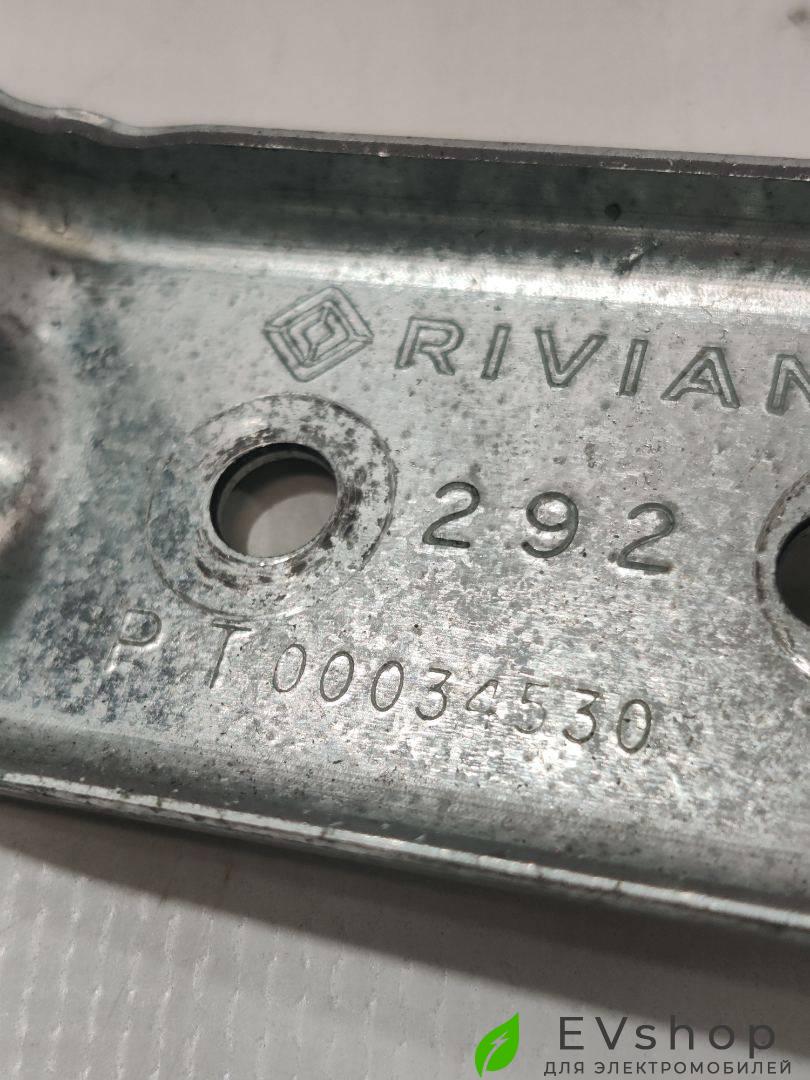 RIVIAN
292
PT00034530
EVshop
ДЛЯ ЭЛЕКТРОМОБИЛЕЙ